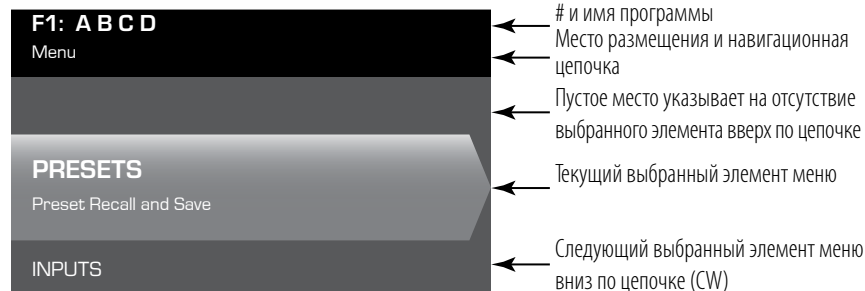 F1: A B C D
Menu
PRESETS
Preset Recall and Save
INPUTS
# и имя программы
Место размещения и навигационная
цепочка
Пустое место указывает на отсутствие
выбранного элемента вверх по цепочке
Текущий выбранный элемент меню
Следующий выбранный элемент меню
вниз по цепочке (CW)